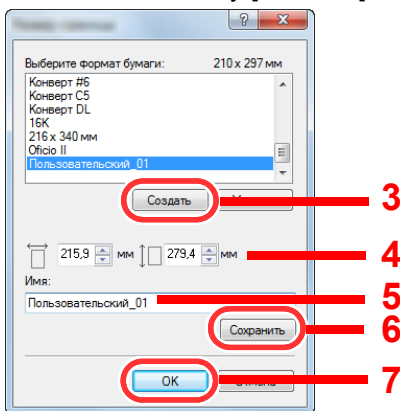 Выберите формат бумаги: 210 x 297 мм
Конверт #6
Конверт C5
Конверт DL
16K
216 x 340 мм
Oficio II
Пользовательский_01
Создать
3
215,9 мм 279,4 мм
4
Имя:
Пользовательский_01
5
Сохранить
6
OK
7